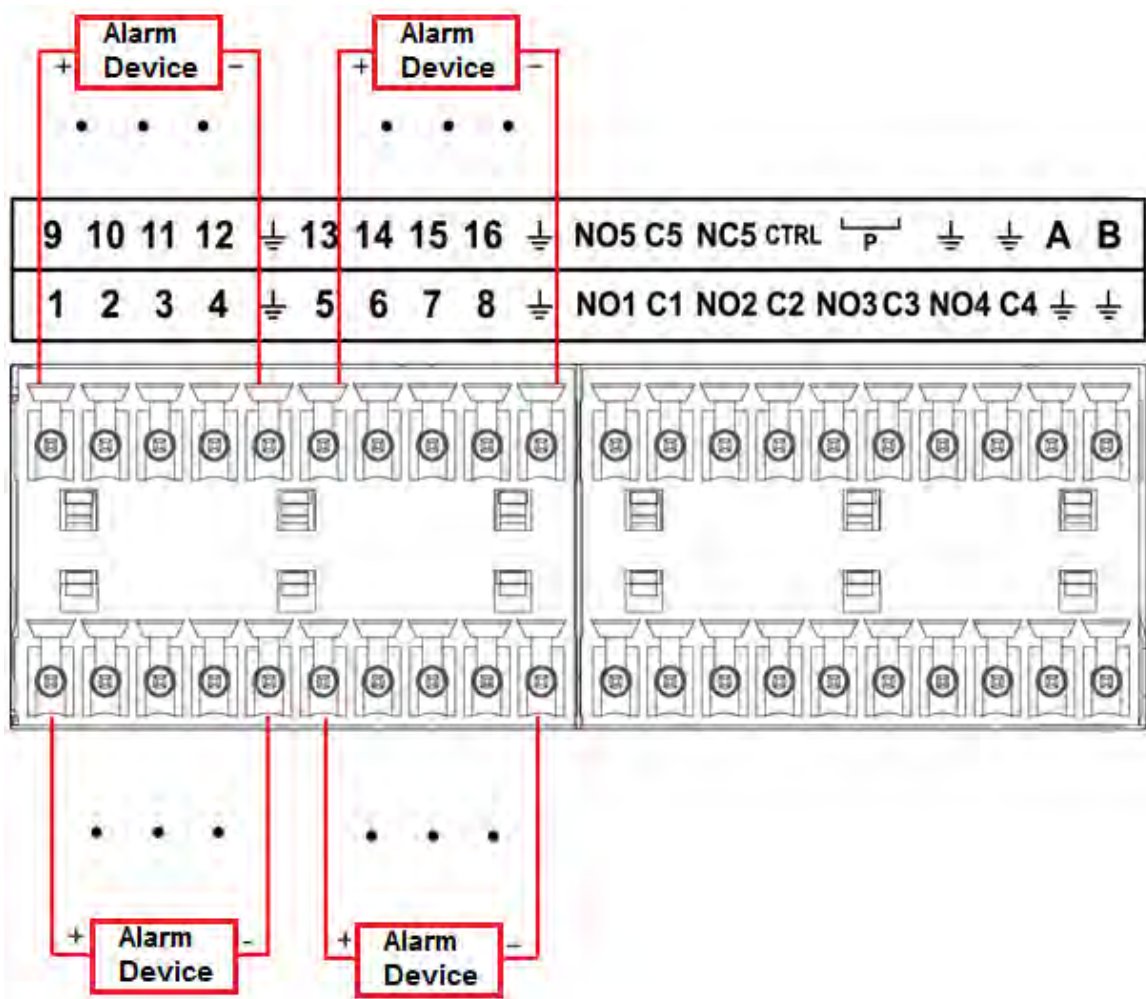 Alarm Device Alarm Device
+ - + -
9 10 11 12 ⏚ 13 14 15 16 ⏚ NO5 C5 NC5 CTRL P ⏚ ⏚ A B
1 2 3 4 ⏚ 5 6 7 8 ⏚ NO1 C1 NO2 C2 NO3 C3 NO4 C4 ⏚ ⏚
+ - + -
Alarm Device Alarm Device